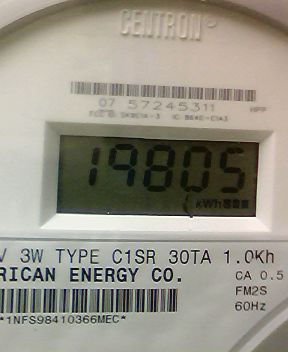 CENTRON®
07 57245311
19805
kWh
V 3W TYPE C1SR 30TA 1.0Kh
RICAN ENERGY CO.
CA 0.5
FM2S
60Hz
*1NFS98410366MEC*